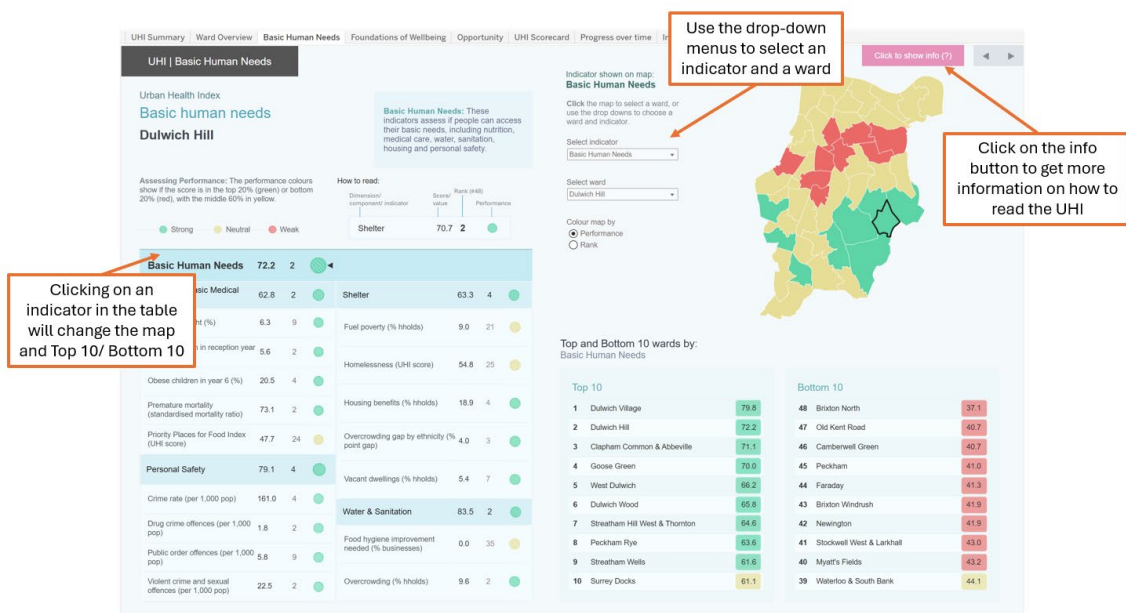 UHI Summary
Ward Overview
Basic Human Needs
Foundations of Wellbeing
Opportunity
UHI Scorecard
Progress over time
Use the drop-down
menus to select an
indicator and a ward
Click to show info (?)
UHI | Basic Human Needs
Urban Health Index
Basic human needs
Dulwich Hill
Basic Human Needs: These
indicators assess if people can access
their basic needs, including nutrition,
medical care, water, sanitation,
housing and personal safety.
Assessing Performance: The performance colours
show if the score is in the top 20% (green) or bottom
20% (red), with the middle 60% in
yellow.
Strong
Neutral
Weak
How to read:
Dimension/
component/ indicator
Score/
value
Rank (#48)
Performance
Shelter 70.7 2
Indicator shown on map:
Basic Human Needs
Click the map to select a ward, or
use the drop downs to choose a
ward and indicator.
Select indicator
Basic Human Needs
Select ward
Dulwich Hill
Colour map by
Performance
Rank
Click on the info
button to get more
information on how to
read the UHI
Clicking on an
indicator in the table
will change the map
and Top 10/ Bottom 10
Basic Human Needs 72.2 2
Basic Medical
62.8 2
(%) 6.3 9
in reception year
5.6 2
Obese children in year 6 (%) 20.5 4
Premature mortality
(standardised mortality ratio) 73.1 2
Priority Places for Food Index
(UHI score) 47.7 24
Personal Safety 79.1 4
Crime rate (per 1,000 pop) 161.0 4
Drug crime offences (per 1,000
pop) 1.8 2
Public order offences (per 1,000
pop) 5.8 9
Violent crime and sexual
offences (per 1,000 pop) 22.5 2
Shelter 63.3 4
Fuel poverty (% hholds) 9.0 21
Homelessness (UHI score) 54.8 25
Housing benefits (% hholds) 18.9 4
Overcrowding gap by ethnicity (%
point gap) 4.0 3
Vacant dwellings (% hholds) 5.4 7
Water & Sanitation 83.5 2
Food hygiene improvement
needed (% businesses) 0.0 35
Overcrowding (% hholds) 9.6 2
Top and Bottom 10 wards by:
Basic Human Needs
Top 10
1 Dulwich Village 79.8
2 Dulwich Hill 72.2
3 Clapham Common & Abbeville 71.1
4 Goose Green 70.0
5 West Dulwich 66.2
6 Dulwich Wood 65.8
7 Streatham Hill West & Thornton 64.6
8 Peckham Rye 63.6
9 Streatham Wells 61.6
10 Surrey Docks 61.1
Bottom 10
48 Brixton North 37.1
47 Old Kent Road 40.7
46 Camberwell Green 40.7
45 Peckham 41.0
44 Faraday 41.3
43 Brixton Windrush 41.9
42 Newington 41.9
41 Stockwell West & Larkhall 43.0
40 Myatt's Fields 43.2
39 Waterloo & South Bank 44.1